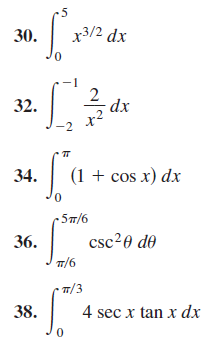 30. ∫₀⁵ x^{3/2} dx
32. ∫₋₂⁻¹ 2/x² dx
34. ∫₀^π (1 + cos x) dx
36. ∫_{π/6}^{5π/6} csc²θ dθ
38. ∫₀^{π/3} 4 sec x tan x dx